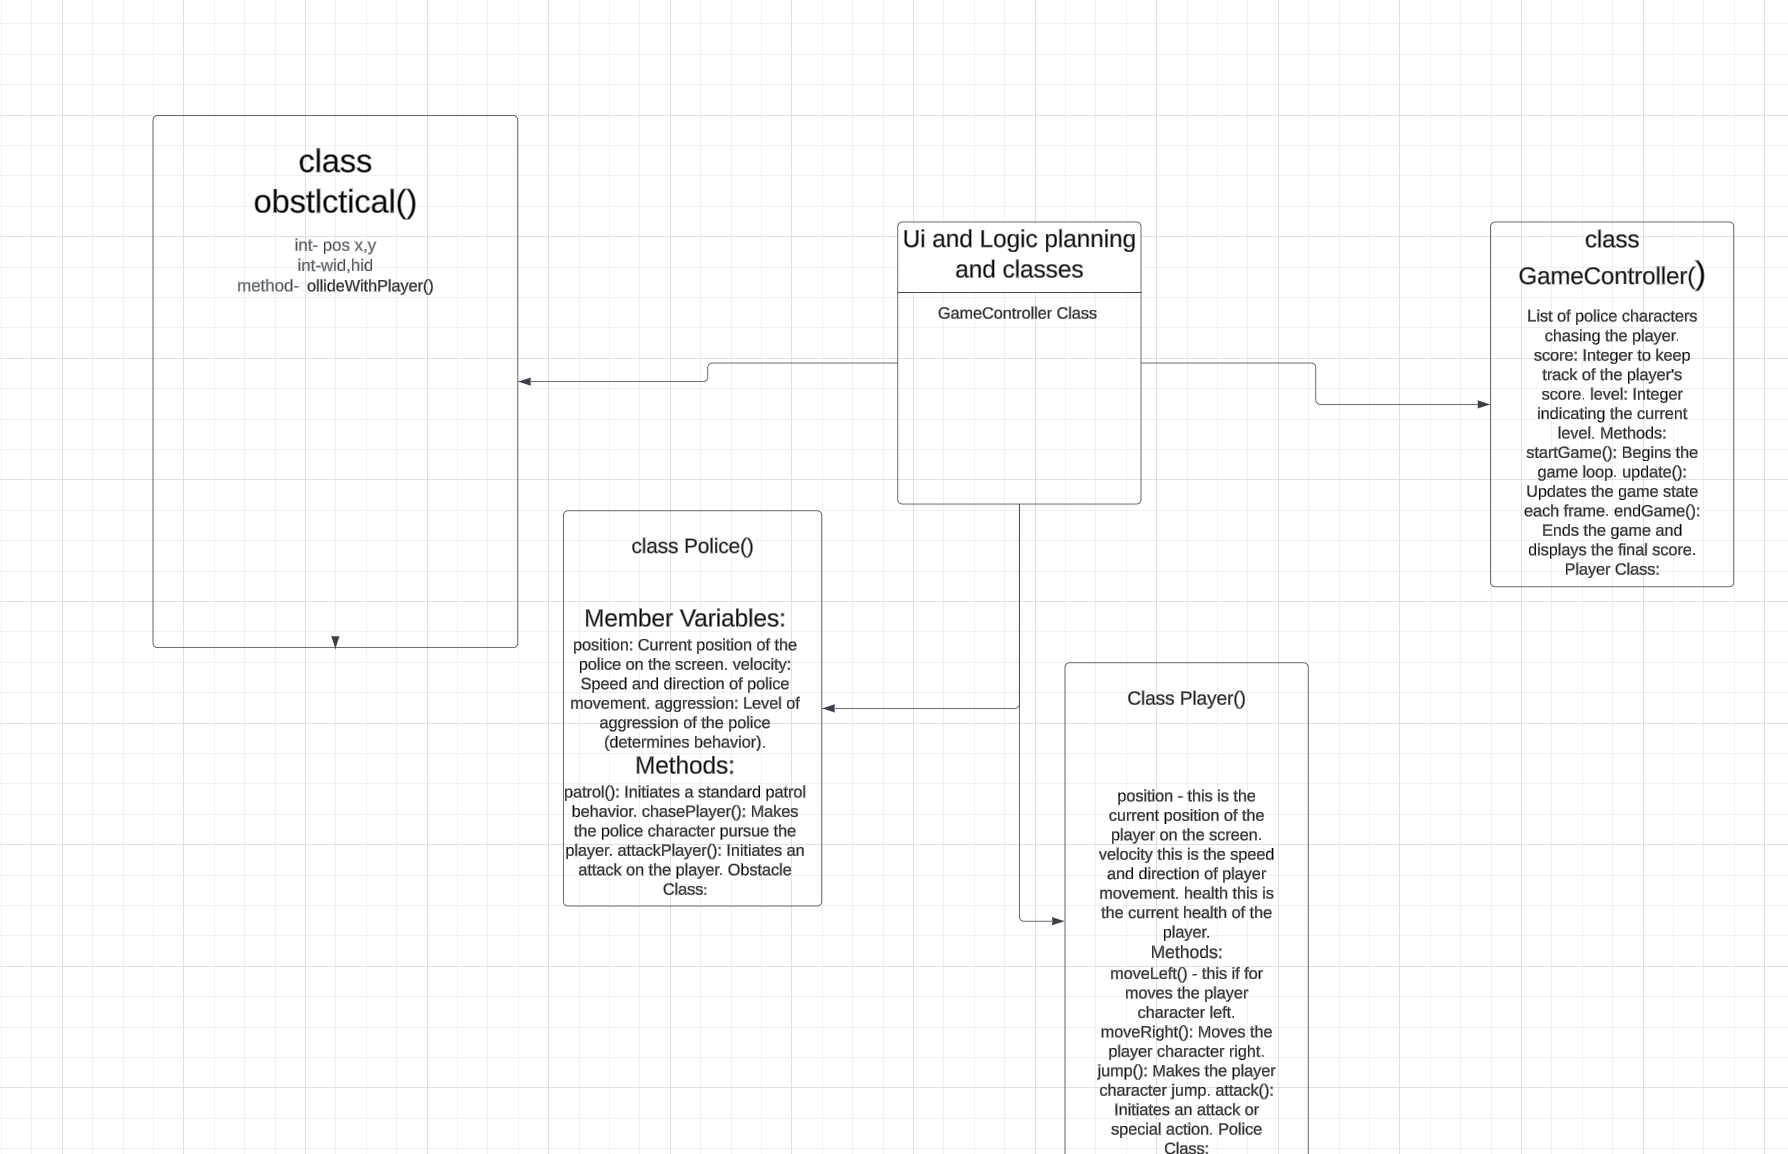 class
obstlctical()
int- pos x,y
int-wid,hid
method- ollideWithPlayer()
Ui and Logic planning
and classes
GameController Class
class
GameController()
List of police characters
chasing the player.
score: Integer to keep
track of the player's
score. level: Integer
indicating the current
level. Methods:
startGame(): Begins the
game loop. update():
Updates the game state
each frame. endGame():
Ends the game and
displays the final score.
Player Class:
class Police()
Member Variables:
position: Current position of the
police on the screen. velocity:
Speed and direction of police
movement. aggression: Level of
aggression of the police
(determines behavior).
Methods:
patrol(): Initiates a standard patrol
behavior. chasePlayer(): Makes
the police character pursue the
player. attackPlayer(): Initiates an
attack on the player. Obstacle
Class:
Class Player()
position - this is the
current position of the
player on the screen.
velocity this is the speed
and direction of player
movement. health this is
the current health of the
player.
Methods:
moveLeft() - this if for
moves the player
character left.
moveRight(): Moves the
player character right.
jump(): Makes the player
character jump. attack():
Initiates an attack or
special action. Police
Class: